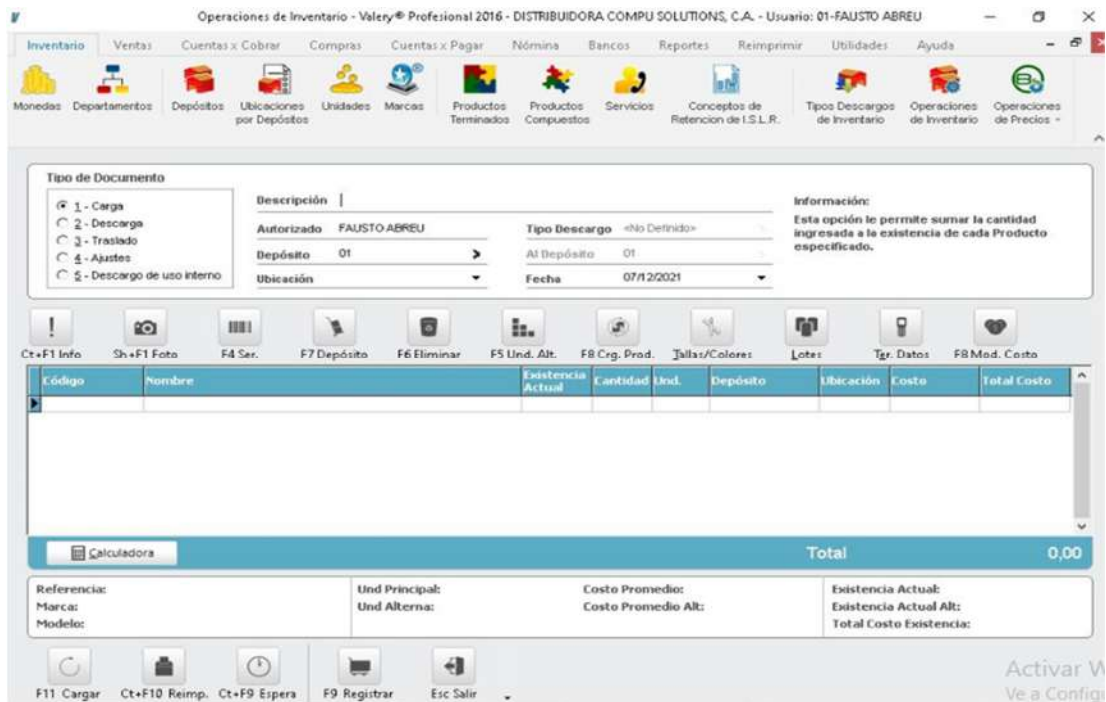 Operaciones de Inventario - Valery® Profesional 2016 - DISTRIBUIDORA COMPU SOLUTIONS, C.A. - Usuario: 01-FAUSTO ABREU
Inventario Ventas Cuentas x Cobrar Compras Cuentas x Pagar Nómina Bancos Reportes Reimprimir Utilidades Ayuda
Monedas Departamentos Depósitos Ubicaciones por Depósitos Unidades Marcas Productos Terminados Productos Compuestos Servicios Conceptos de Retencion de I.S.L.R. Tipos Descargos de Inventario Operaciones de Inventario Operaciones de Precios
Tipo de Documento
1 - Carga
2 - Descarga
3 - Traslado
4 - Ajustes
5 - Descargo de uso interno
Descripción
Autorizado FAUSTO ABREU
Depósito 01
Ubicación
Tipo Descargo <No Definido>
Al Depósito 01
Fecha 07/12/2021
Información:
Esta opción le permite sumar la cantidad
ingresada a la existencia de cada Producto
especificado.
Ct+F1 Info Sh+F1 Foto F4 Ser. F7 Depósito F6 Eliminar F5 Und. Alt. F8 Crg. Prod. Tallas/Colores Lotes Tgr. Datos F8 Mod. Costo
Código Nombre Existencia Actual Cantidad Und. Depósito Ubicación Costo Total Costo
Calculadora Total 0,00
Referencia: Und Principal: Costo Promedio: Existencia Actual:
Marca: Und Alterna: Costo Promedio Alt: Existencia Actual Alt:
Modelo: Total Costo Existencia:
F11 Cargar Ct+F10 Reimp. Ct+F9 Espera F9 Registrar Esc Salir
Activar W
Ve a Config